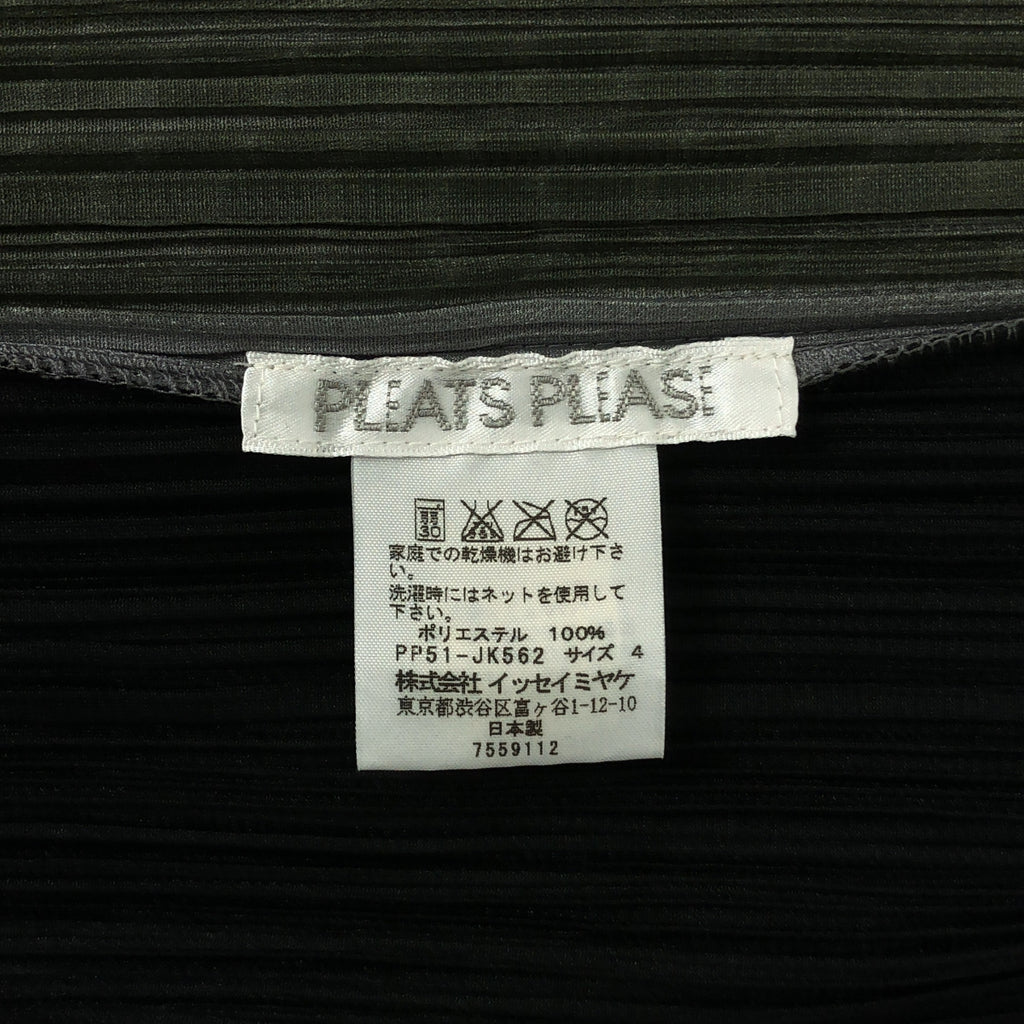 PLEATS PLEASE
弱
30
家庭での乾燥機はお避け下さ
い。
洗濯時にはネットを使用して
下さい。
ポリエステル 100%
PP51-JK562 サイズ 4
株式会社 イッセイミヤケ
東京都渋谷区富ヶ谷1-12-10
日本製
7559112